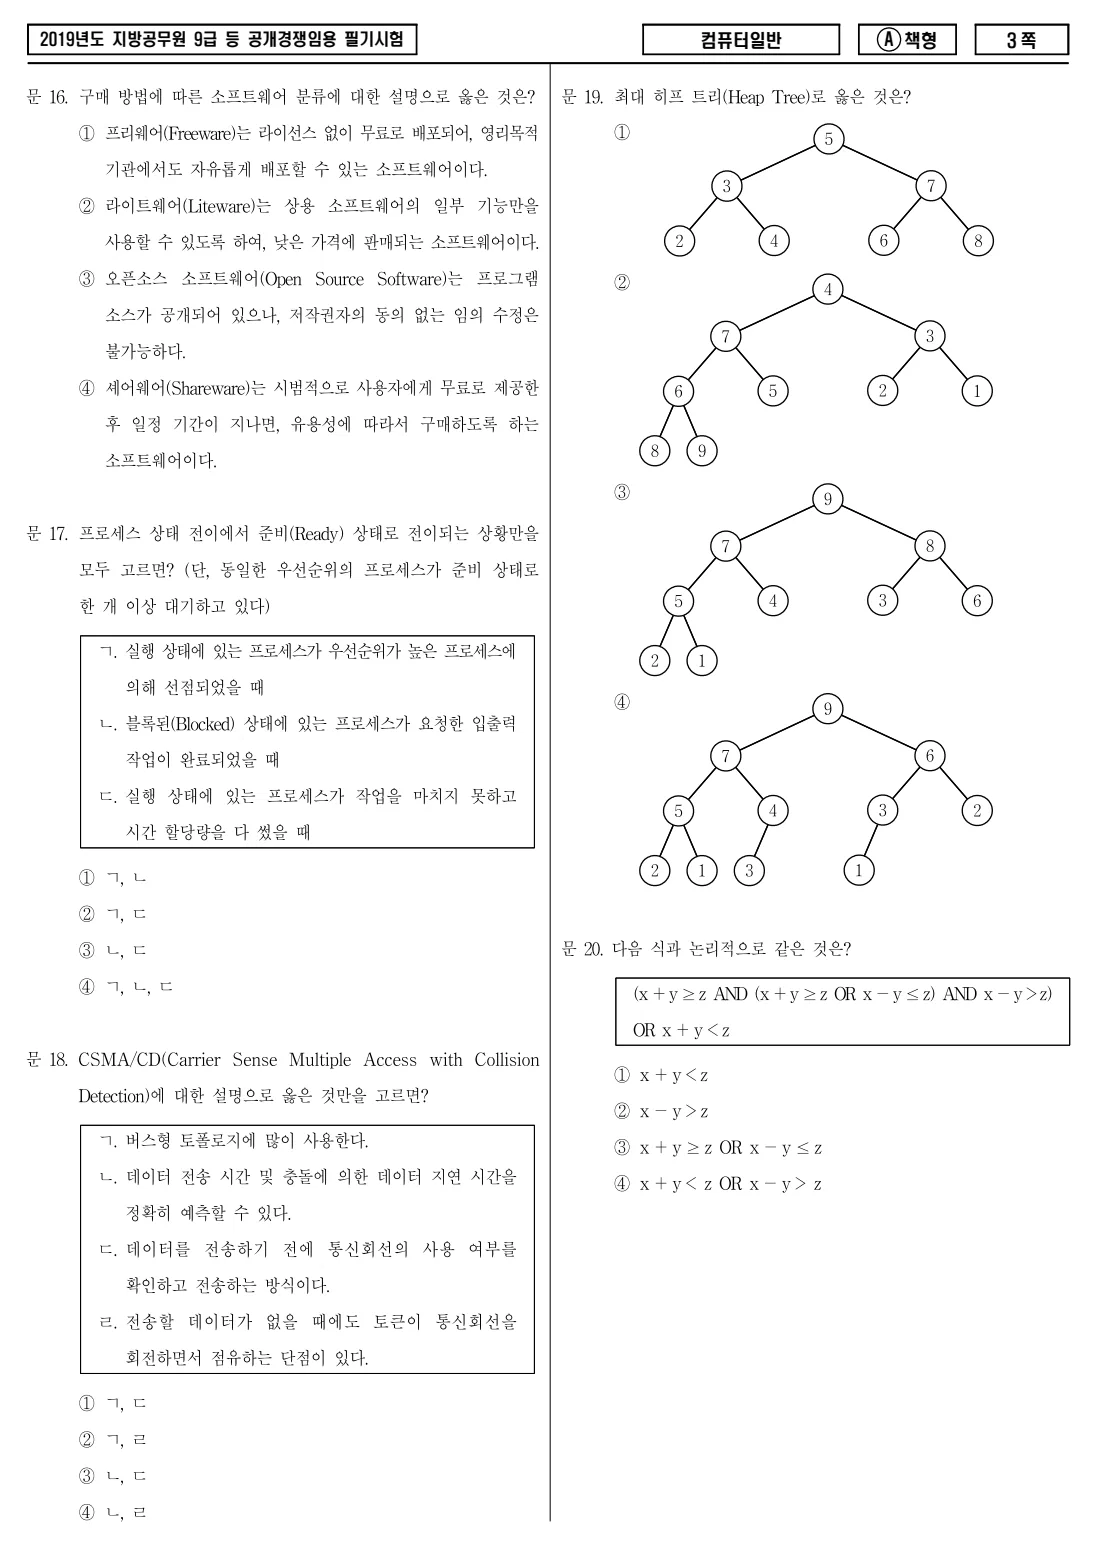 2019년도 지방공무원 9급 등 공개경쟁임용 필기시험
컴퓨터일반
Ⓐ 책형
3 쪽
문 16. 구매 방법에 따른 소프트웨어 분류에 대한 설명으로 옳은 것은?
① 프리웨어(Freeware)는 라이선스 없이 무료로 배포되어, 영리목적
기관에서도 자유롭게 배포할 수 있는 소프트웨어이다.
② 라이트웨어(Liteware)는 상용 소프트웨어의 일부 기능만을
사용할 수 있도록 하여, 낮은 가격에 판매되는 소프트웨어이다.
③ 오픈소스 소프트웨어(Open Source Software)는 프로그램
소스가 공개되어 있으나, 저작권자의 동의 없는 임의 수정은
불가능하다.
④ 셰어웨어(Shareware)는 시범적으로 사용자에게 무료로 제공한
후 일정 기간이 지나면, 유용성에 따라서 구매하도록 하는
소프트웨어이다.
문 17. 프로세스 상태 전이에서 준비(Ready) 상태로 전이되는 상황만을
모두 고르면? (단, 동일한 우선순위의 프로세스가 준비 상태로
한 개 이상 대기하고 있다)
ㄱ. 실행 상태에 있는 프로세스가 우선순위가 높은 프로세스에
의해 선점되었을 때
ㄴ. 블록된(Blocked) 상태에 있는 프로세스가 요청한 입출력
작업이 완료되었을 때
ㄷ. 실행 상태에 있는 프로세스가 작업을 마치지 못하고
시간 할당량을 다 썼을 때
① ㄱ, ㄴ
② ㄱ, ㄷ
③ ㄴ, ㄷ
④ ㄱ, ㄴ, ㄷ
문 18. CSMA/CD(Carrier Sense Multiple Access with Collision
Detection)에 대한 설명으로 옳은 것만을 고르면?
ㄱ. 버스형 토폴로지에 많이 사용한다.
ㄴ. 데이터 전송 시간 및 충돌에 의한 데이터 지연 시간을
정확히 예측할 수 있다.
ㄷ. 데이터를 전송하기 전에 통신회선의 사용 여부를
확인하고 전송하는 방식이다.
ㄹ. 전송할 데이터가 없을 때에도 토큰이 통신회선을
회전하면서 점유하는 단점이 있다.
① ㄱ, ㄷ
② ㄱ, ㄹ
③ ㄴ, ㄷ
④ ㄴ, ㄹ
문 19. 최대 히프 트리(Heap Tree)로 옳은 것은?
①
5
3 7
2 4 6 8
②
4
7 3
6 5 2 1
8 9
③
9
7 8
5 4 3 6
2 1
④
9
7 6
5 4 3 2
2 1 3 1
문 20. 다음 식과 논리적으로 같은 것은?
(x + y ≥ z AND (x + y ≥ z OR x − y ≤ z) AND x − y > z)
OR x + y < z
① x + y < z
② x − y > z
③ x + y ≥ z OR x − y ≤ z
④ x + y < z OR x − y > z